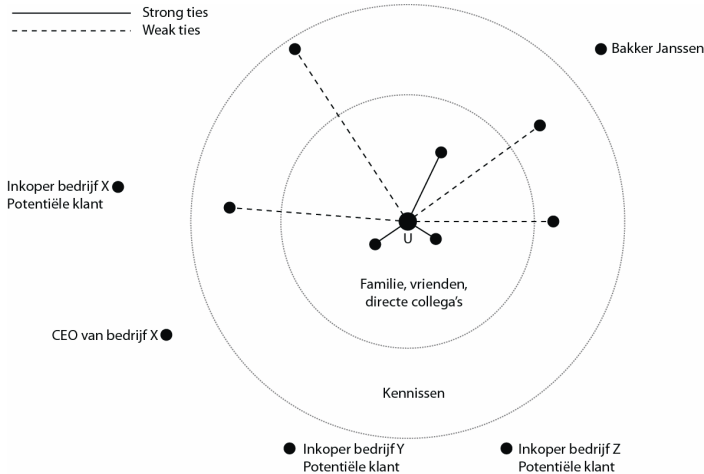 Strong ties
Weak ties
Bakker Janssen
Inkoper bedrijf X
Potentiële klant
U
Familie, vrienden,
directe collega's
CEO van bedrijf X
Kennissen
Inkoper bedrijf Y
Potentiële klant
Inkoper bedrijf Z
Potentiële klant